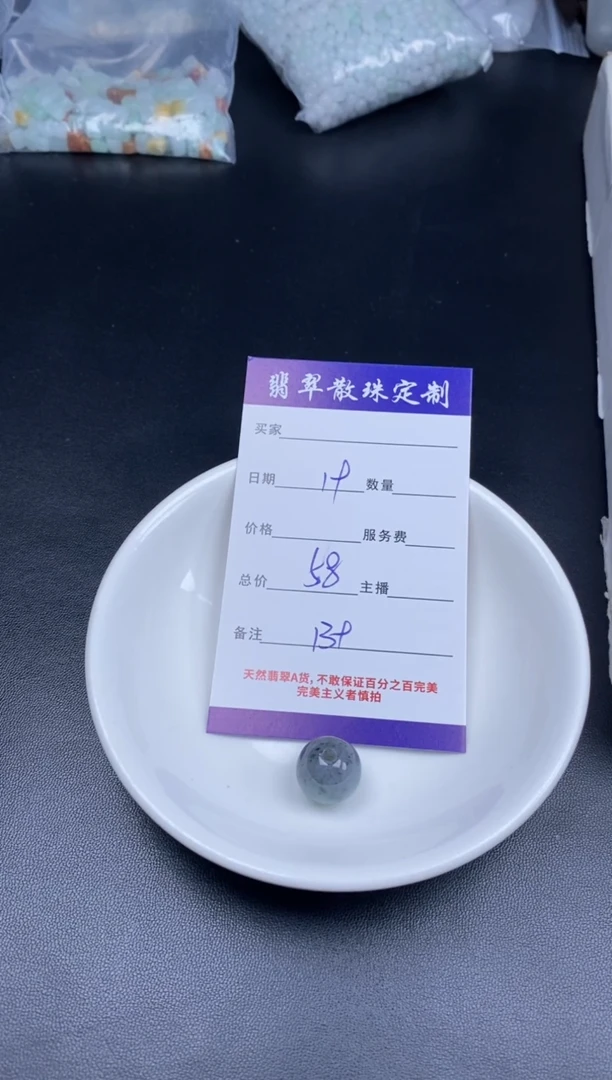 翡翠散珠定制
买家
日期 1个 数量
价格 服务费
总价 58 主播
备注 13
天然翡翠A货,不敢保证百分之百完美
完美主义者慎拍